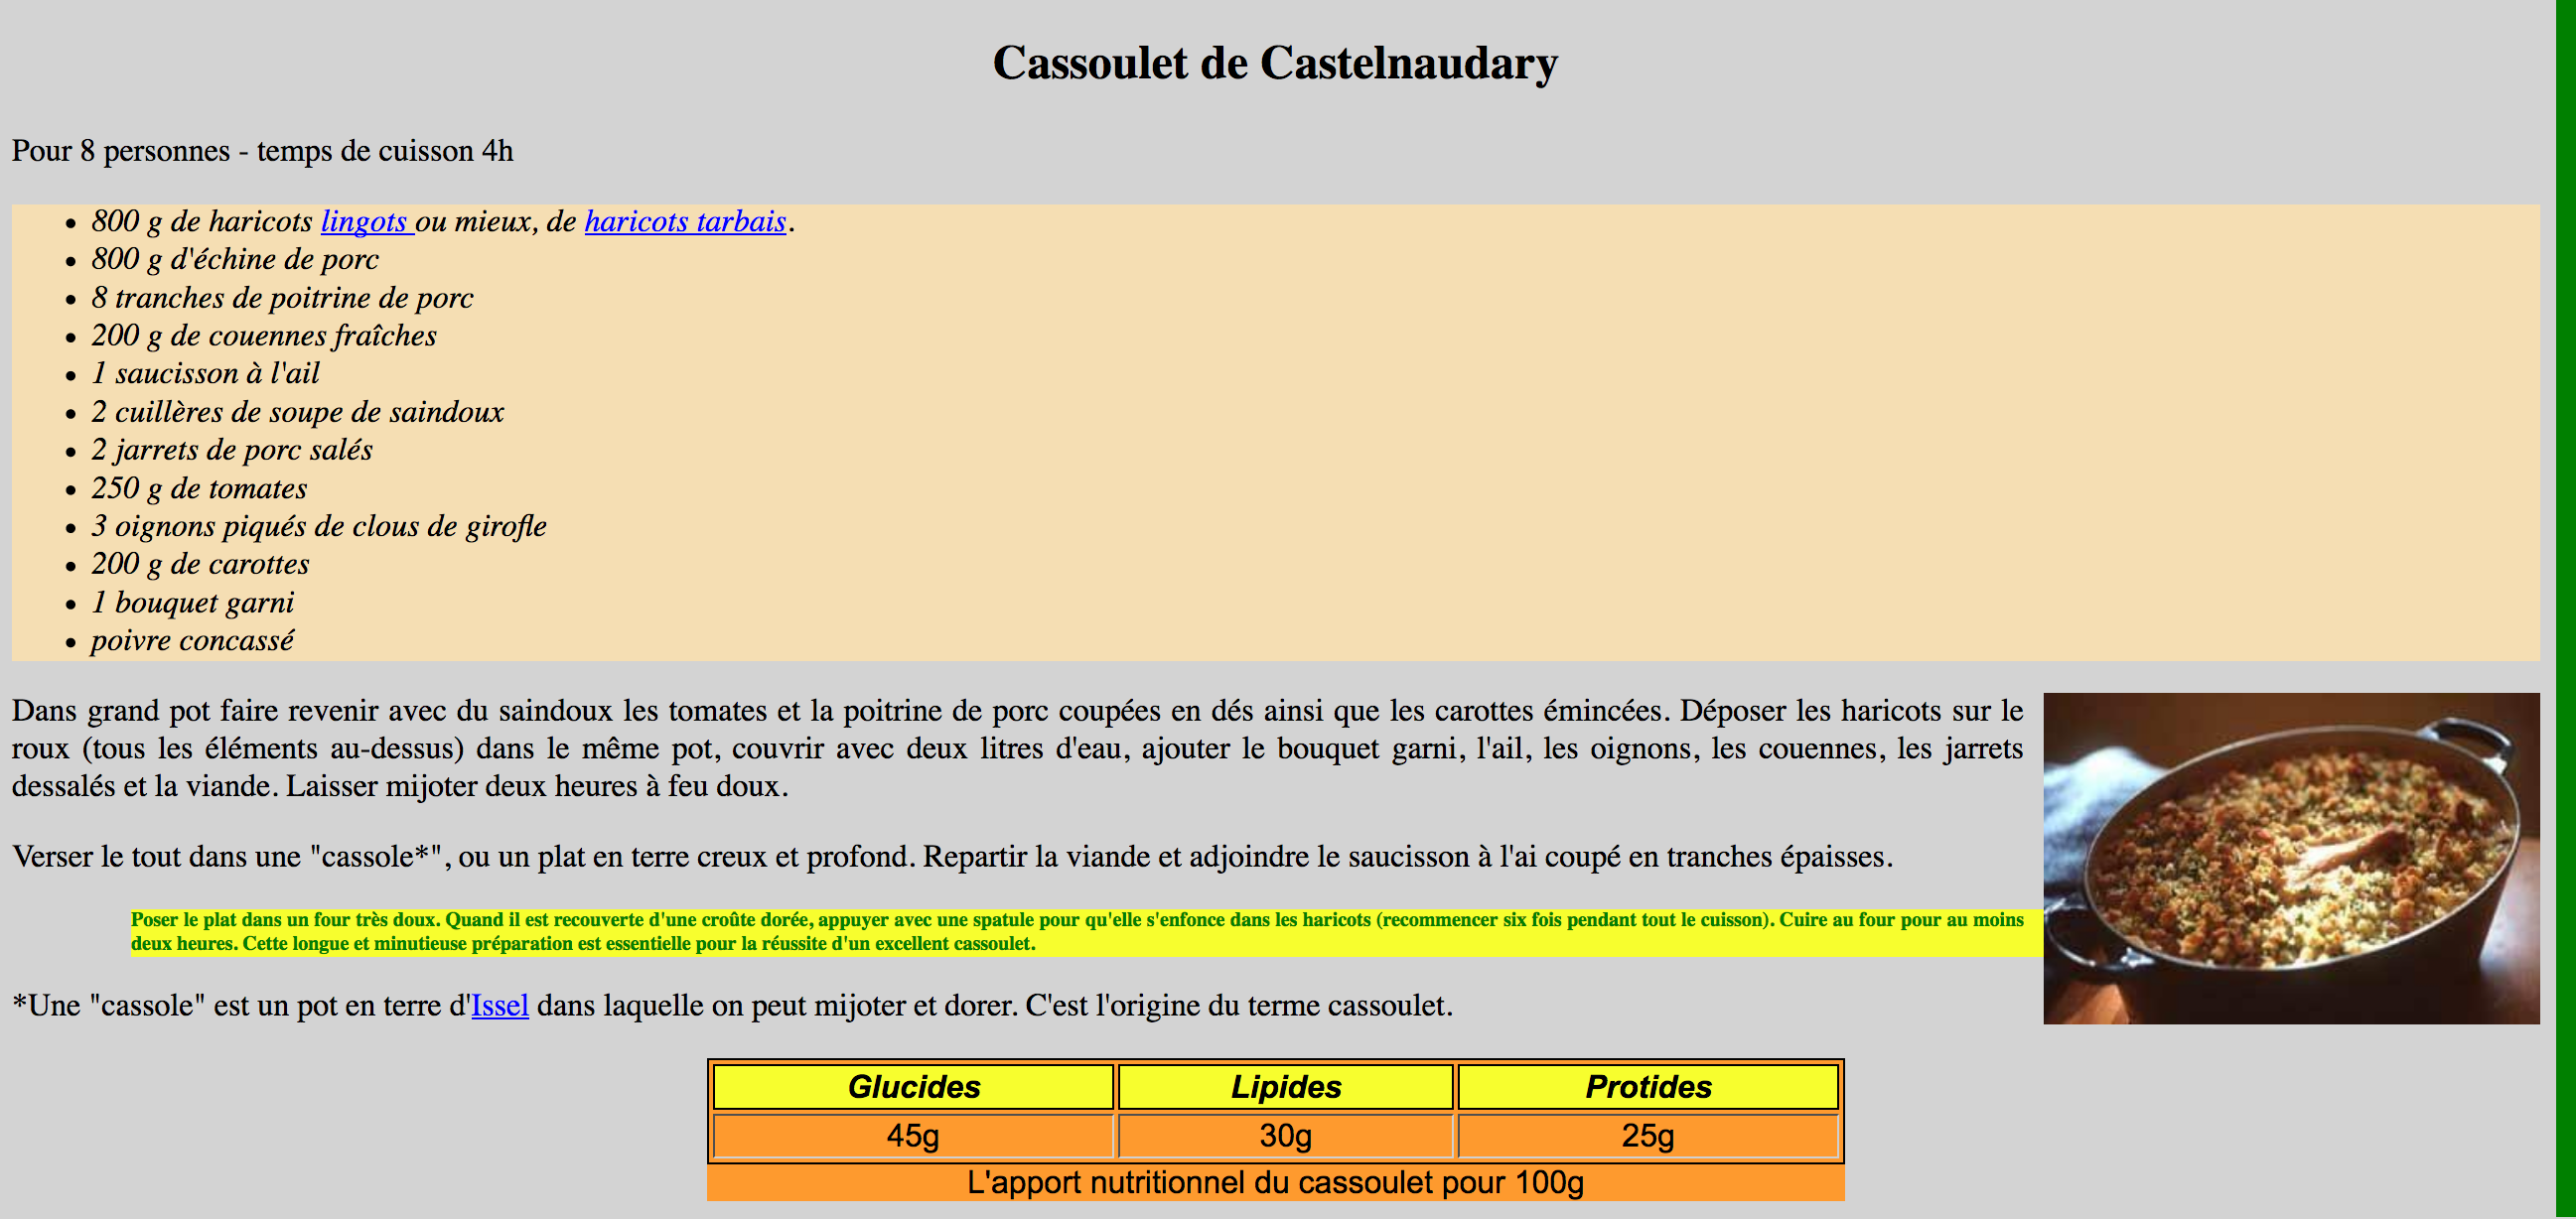 Cassoulet de Castelnaudary
Pour 8 personnes - temps de cuisson 4h
800 g de haricots lingots ou mieux, de haricots tarbais.
800 g d'échine de porc
8 tranches de poitrine de porc
200 g de couennes fraîches
1 saucisson à l'ail
2 cuillères de soupe de saindoux
2 jarrets de porc salés
250 g de tomates
3 oignons piqués de clous de girofle
200 g de carottes
1 bouquet garni
poivre concassé
Dans grand pot faire revenir avec du saindoux les tomates et la poitrine de porc coupées en dés ainsi que les carottes émincées. Déposer les haricots sur le
roux (tous les éléments au-dessus) dans le même pot, couvrir avec deux litres d'eau, ajouter le bouquet garni, l'ail, les oignons, les couennes, les jarrets
dessalés et la viande. Laisser mijoter deux heures à feu doux.
Verser le tout dans une "cassole*", ou un plat en terre creux et profond. Repartir la viande et adjoindre le saucisson à l'ai coupé en tranches épaisses.
Poser le plat dans un four très doux. Quand il est recouverte d'une croûte dorée, appuyer avec une spatule pour qu'elle s'enfonce dans les haricots (recommencer six fois pendant tout le cuisson). Cuire au four pour au moins
deux heures. Cette longue et minutieuse préparation est essentielle pour la réussite d'un excellent cassoulet.
*Une "cassole" est un pot en terre d'Issel dans laquelle on peut mijoter et dorer. C'est l'origine du terme cassoulet.
Glucides Lipides Protides
45g 30g 25g
L'apport nutritionnel du cassoulet pour 100g